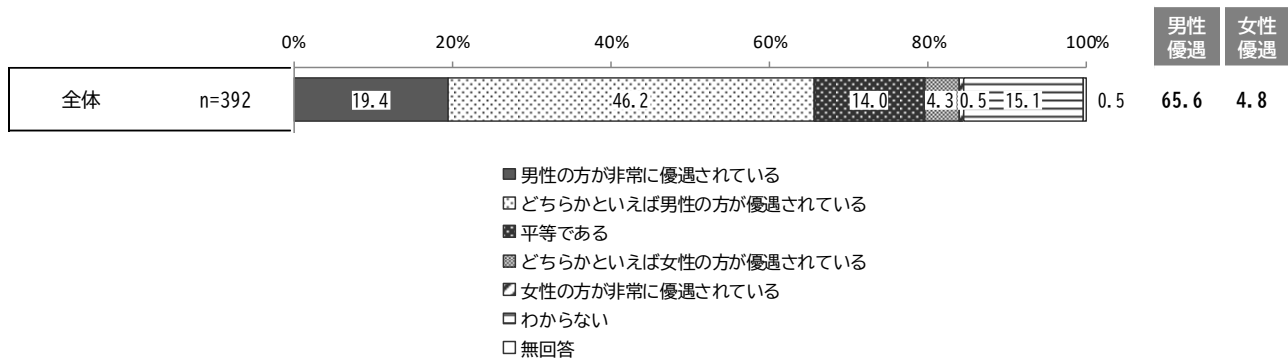 0% 20% 40% 60% 80% 100%
男性
優遇
女性
優遇
全体 n=392 19.4 46.2 14.0 4.3 0.5 15.1 0.5 65.6 4.8
男性の方が非常に優遇されている
どちらかといえば男性の方が優遇されている
平等である
どちらかといえば女性の方が優遇されている
女性の方が非常に優遇されている
わからない
無回答